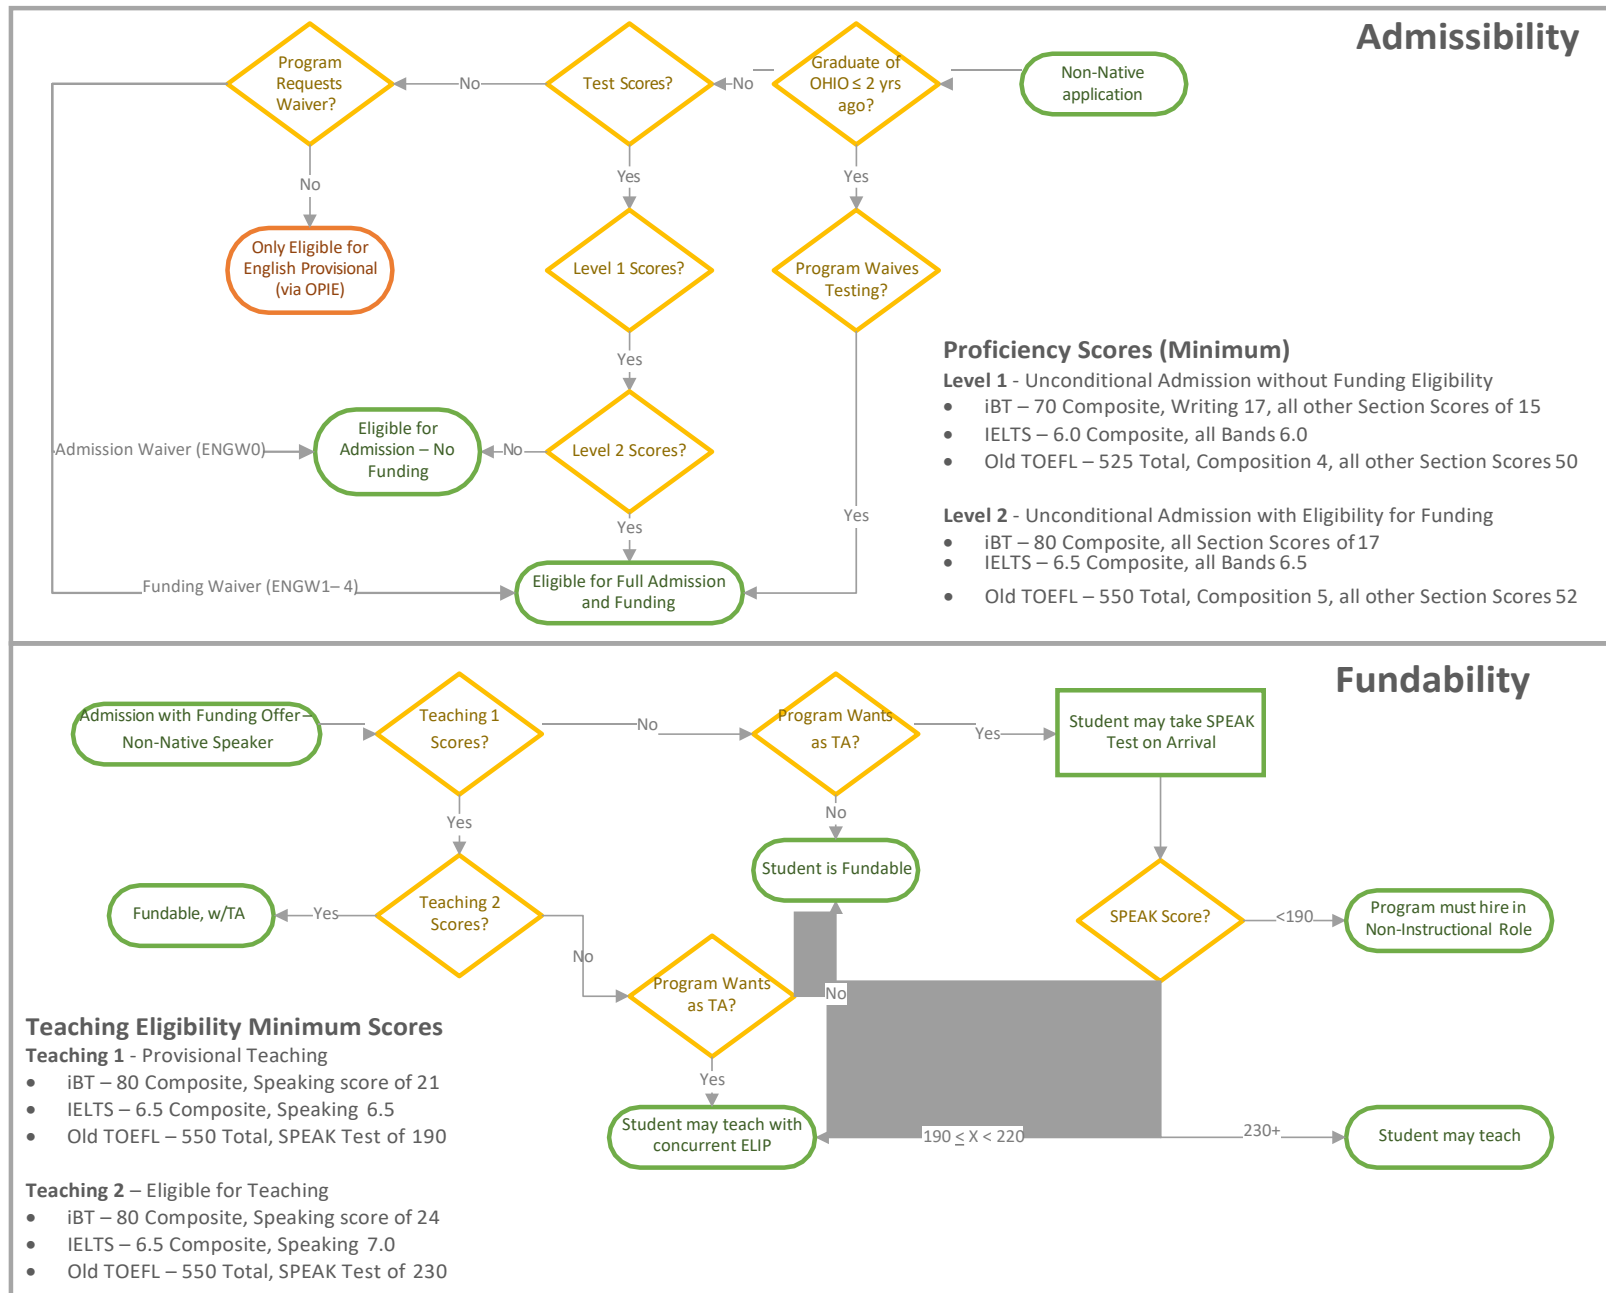 Admissibility
Program
Requests
Waiver?
No
Test Scores?
No
Graduate of
OHIO ≤ 2 yrs
ago?
Non-Native
application
No
Yes
Yes
Only Eligible for
English Provisional
(via OPIE)
Level 1 Scores?
Program Waives
Testing?
Yes
Proficiency Scores (Minimum)
Level 1 - Unconditional Admission without Funding Eligibility
• iBT – 70 Composite, Writing 17, all other Section Scores of 15
• IELTS – 6.0 Composite, all Bands 6.0
• Old TOEFL – 525 Total, Composition 4, all other Section Scores 50
Level 2 - Unconditional Admission with Eligibility for Funding
• iBT – 80 Composite, all Section Scores of 17
• IELTS – 6.5 Composite, all Bands 6.5
• Old TOEFL – 550 Total, Composition 5, all other Section Scores 52
Admission Waiver (ENGW0)
Eligible for
Admission – No
Funding
No
Level 2 Scores?
Yes
Yes
Funding Waiver (ENGW1– 4)
Eligible for Full Admission
and Funding
Fundability
Admission with Funding Offer –
Non-Native Speaker
Teaching 1
Scores?
No
Program Wants
as TA?
Yes
Student may take SPEAK
Test on Arrival
Yes
No
Student is Fundable
Fundable, w/TA
Yes
Teaching 2
Scores?
No
SPEAK Score?
<190
Program must hire in
Non-Instructional Role
Program Wants
as TA?
No
Yes
Student may teach with
concurrent ELIP
190 ≤ X < 220
230+
Student may teach
Teaching Eligibility Minimum Scores
Teaching 1 - Provisional Teaching
• iBT – 80 Composite, Speaking score of 21
• IELTS – 6.5 Composite, Speaking 6.5
• Old TOEFL – 550 Total, SPEAK Test of 190
Teaching 2 – Eligible for Teaching
• iBT – 80 Composite, Speaking score of 24
• IELTS – 6.5 Composite, Speaking 7.0
• Old TOEFL – 550 Total, SPEAK Test of 230